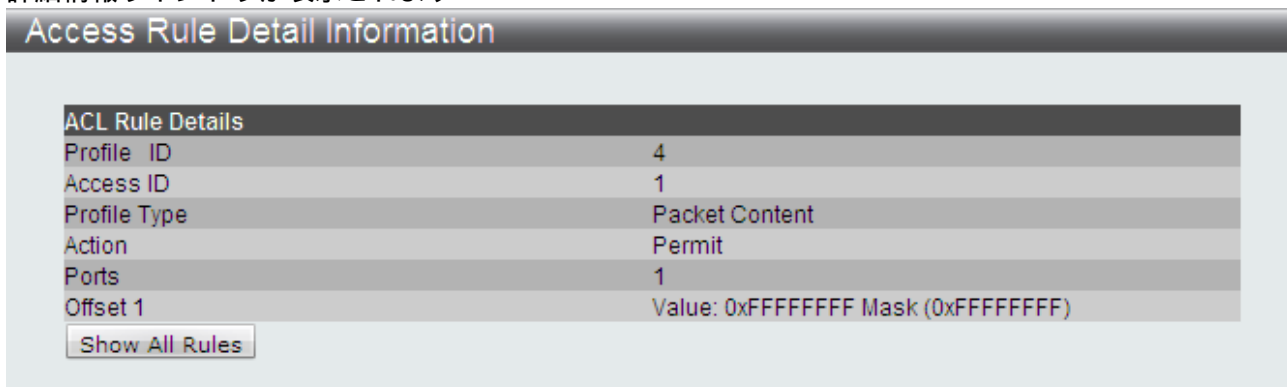 Access Rule Detail Information
ACL Rule Details
Profile ID 4
Access ID 1
Profile Type Packet Content
Action Permit
Ports 1
Offset 1 Value: 0xFFFFFFFF Mask (0xFFFFFFFF)
Show All Rules